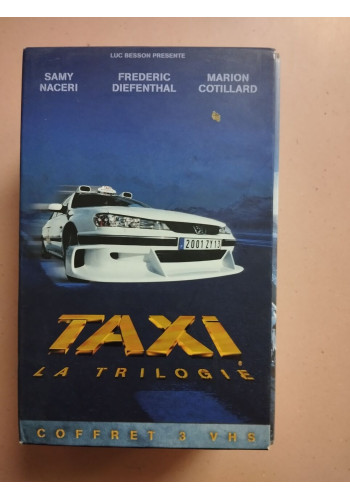 LUC BESSON PRESENTE
SAMY FREDERIC MARION
NACERI DIEFENTHAL COTILLARD
2001 ZT 13
TAXI
LA TRILOGIE
COFFRET 3 VHS